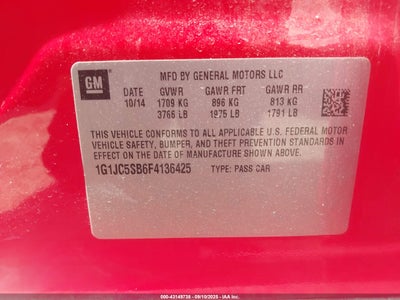 GM
MFD BY GENERAL MOTORS LLC
DATE GVWR GAWR FRT GAWR RR
10/14 1709 KG 896 KG 813 KG
3768 LB 1975 LB 1791 LB
THIS VEHICLE CONFORMS TO ALL APPLICABLE U.S. FEDERAL MOTOR
VEHICLE SAFETY, BUMPER, AND THEFT PREVENTION STANDARDS IN
EFFECT ON THE DATE OF MANUFACTURE SHOWN ABOVE.
1G1JC5SB6F4136425 TYPE: PASS CAR
000-43148738 - 09/10/2025 - IAA Inc.